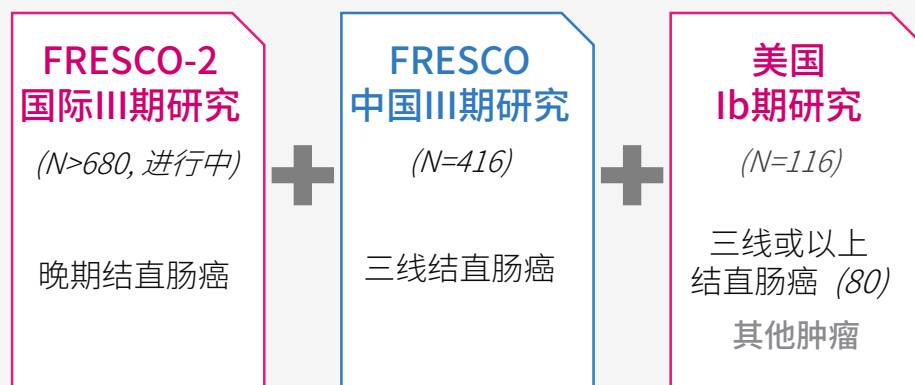 FRESCO-2
国际III期研究
(N>680, 进行中)
晚期结直肠癌
FRESCO
中国III期研究
(N=416)
三线结直肠癌
美国
Ib期研究
(N=116)
三线或以上
结直肠癌 (80)
其他肿瘤